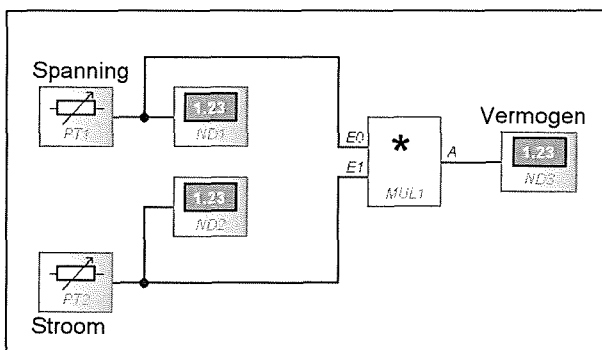 Spanning
PT1
1.23
ND1
E0
E1
*
MUL1
A
Vermogen
1.23
ND3
1.23
ND2
PT2
Stroom